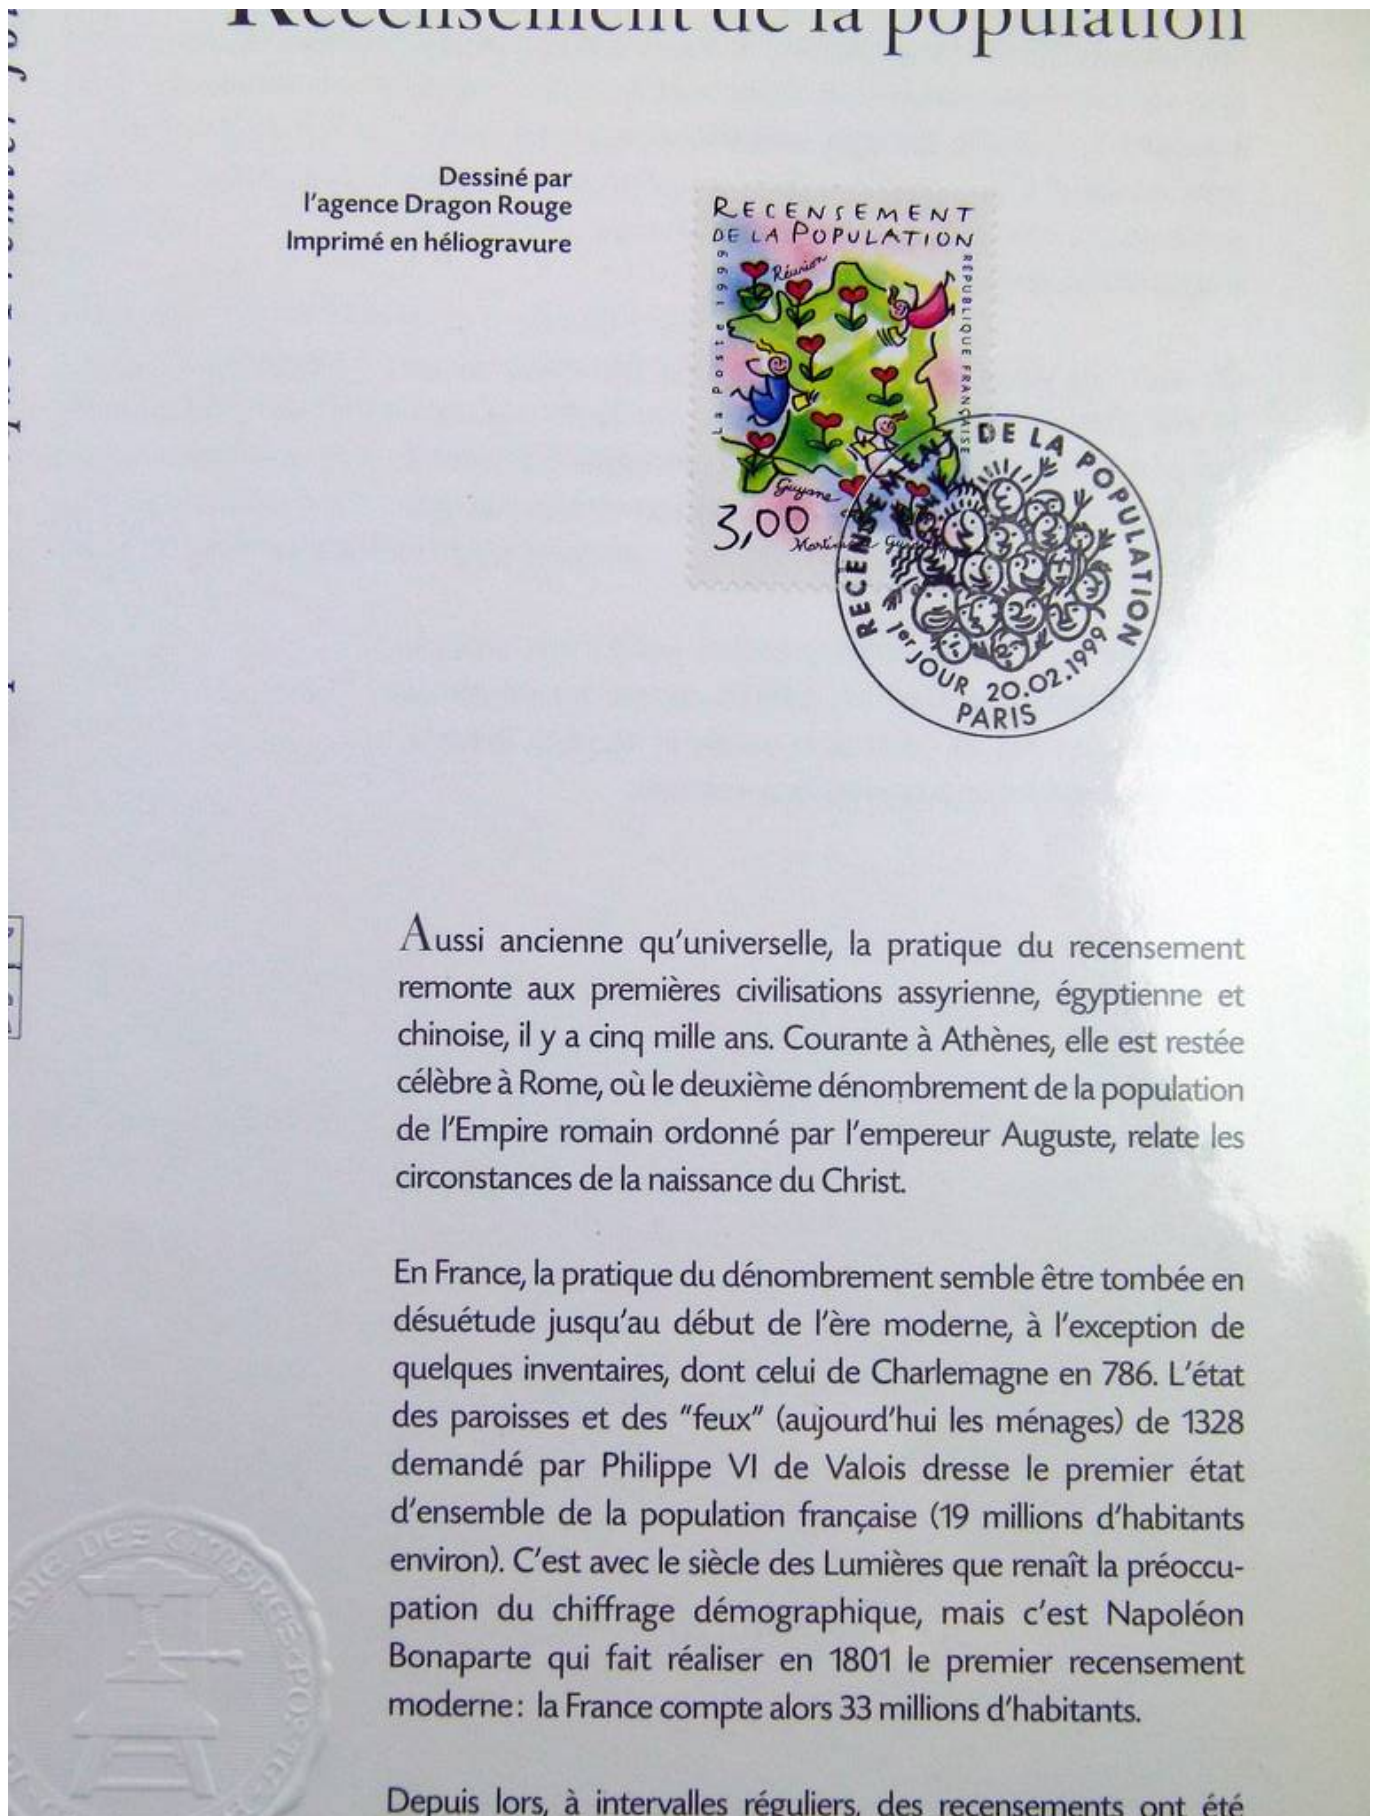 Recensement de la population
Dessiné par
l'agence Dragon Rouge
Imprimé en héliogravure
RECENSEMENT
DE LA POPULATION
Réunion
La Poste 1999
RÉPUBLIQUE FRANÇAISE
Guyane
3,00
RECENSEMENT DE LA POPULATION
1er JOUR 20.02.1999
PARIS
Aussi ancienne qu'universelle, la pratique du recensement
remonte aux premières civilisations assyrienne, égyptienne et
chinoise, il y a cinq mille ans. Courante à Athènes, elle est restée
célèbre à Rome, où le deuxième dénombrement de la population
de l'Empire romain ordonné par l'empereur Auguste, relate les
circonstances de la naissance du Christ.
En France, la pratique du dénombrement semble être tombée en
désuétude jusqu'au début de l'ère moderne, à l'exception de
quelques inventaires, dont celui de Charlemagne en 786. L'état
des paroisses et des "feux" (aujourd'hui les ménages) de 1328
demandé par Philippe VI de Valois dresse le premier état
d'ensemble de la population française (19 millions d'habitants
environ). C'est avec le siècle des Lumières que renaît la préoccu-
pation du chiffrage démographique, mais c'est Napoléon
Bonaparte qui fait réaliser en 1801 le premier recensement
moderne : la France compte alors 33 millions d'habitants.
Depuis lors, à intervalles réguliers, des recensements ont été